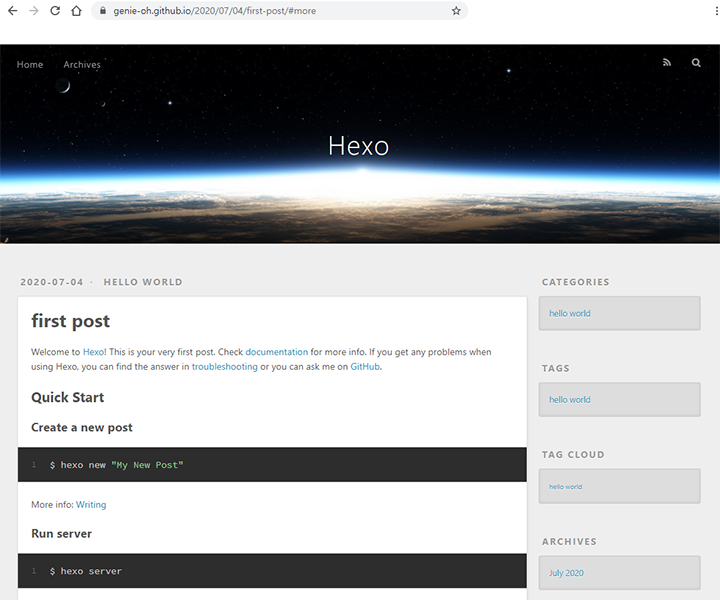 genie-oh.github.io/2020/07/04/first-post/#more
Home Archives
Hexo
2020-07-04 · HELLO WORLD
first post
Welcome to Hexo! This is your very first post. Check documentation for more info. If you get any problems when
using Hexo, you can find the answer in troubleshooting or you can ask me on GitHub.
Quick Start
Create a new post
1 $ hexo new "My New Post"
More info: Writing
Run server
1 $ hexo server
CATEGORIES
hello world
TAGS
hello world
TAG CLOUD
hello world
ARCHIVES
July 2020